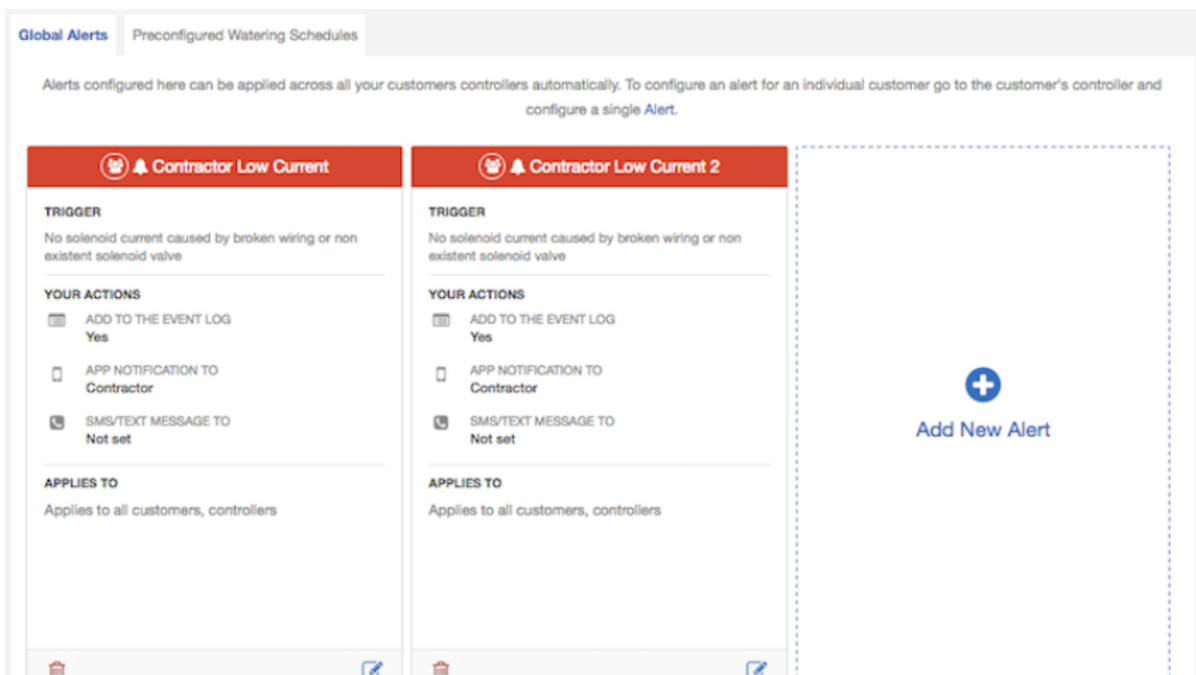 Global Alerts
Preconfigured Watering Schedules
Alerts configured here can be applied across all your customers controllers automatically. To configure an alert for an individual customer go to the customer's controller and
configure a single Alert.
Contractor Low Current
TRIGGER
No solenoid current caused by broken wiring or non
existent solenoid valve
YOUR ACTIONS
ADD TO THE EVENT LOG
Yes
APP NOTIFICATION TO
Contractor
SMS/TEXT MESSAGE TO
Not set
APPLIES TO
Applies to all customers, controllers
Contractor Low Current 2
TRIGGER
No solenoid current caused by broken wiring or non
existent solenoid valve
YOUR ACTIONS
ADD TO THE EVENT LOG
Yes
APP NOTIFICATION TO
Contractor
SMS/TEXT MESSAGE TO
Not set
APPLIES TO
Applies to all customers, controllers
Add New Alert